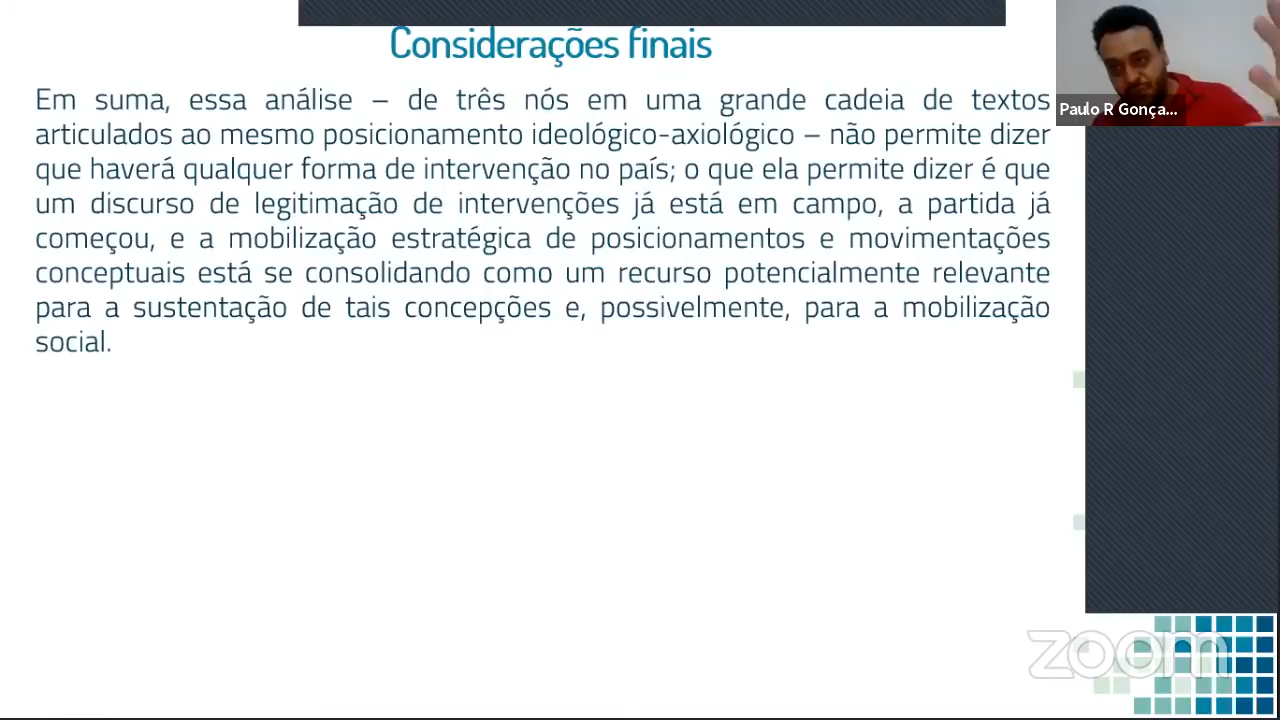 Considerações finais
Em suma, essa análise – de três nós em uma grande cadeia de textos
articulados ao mesmo posicionamento ideológico-axiológico – não permite dizer
que haverá qualquer forma de intervenção no país; o que ela permite dizer é que
um discurso de legitimação de intervenções já está em campo, a partida já
começou, e a mobilização estratégica de posicionamentos e movimentações
conceptuais está se consolidando como um recurso potencialmente relevante
para a sustentação de tais concepções e, possivelmente, para a mobilização
social.
Paulo R Gonça...
zoom